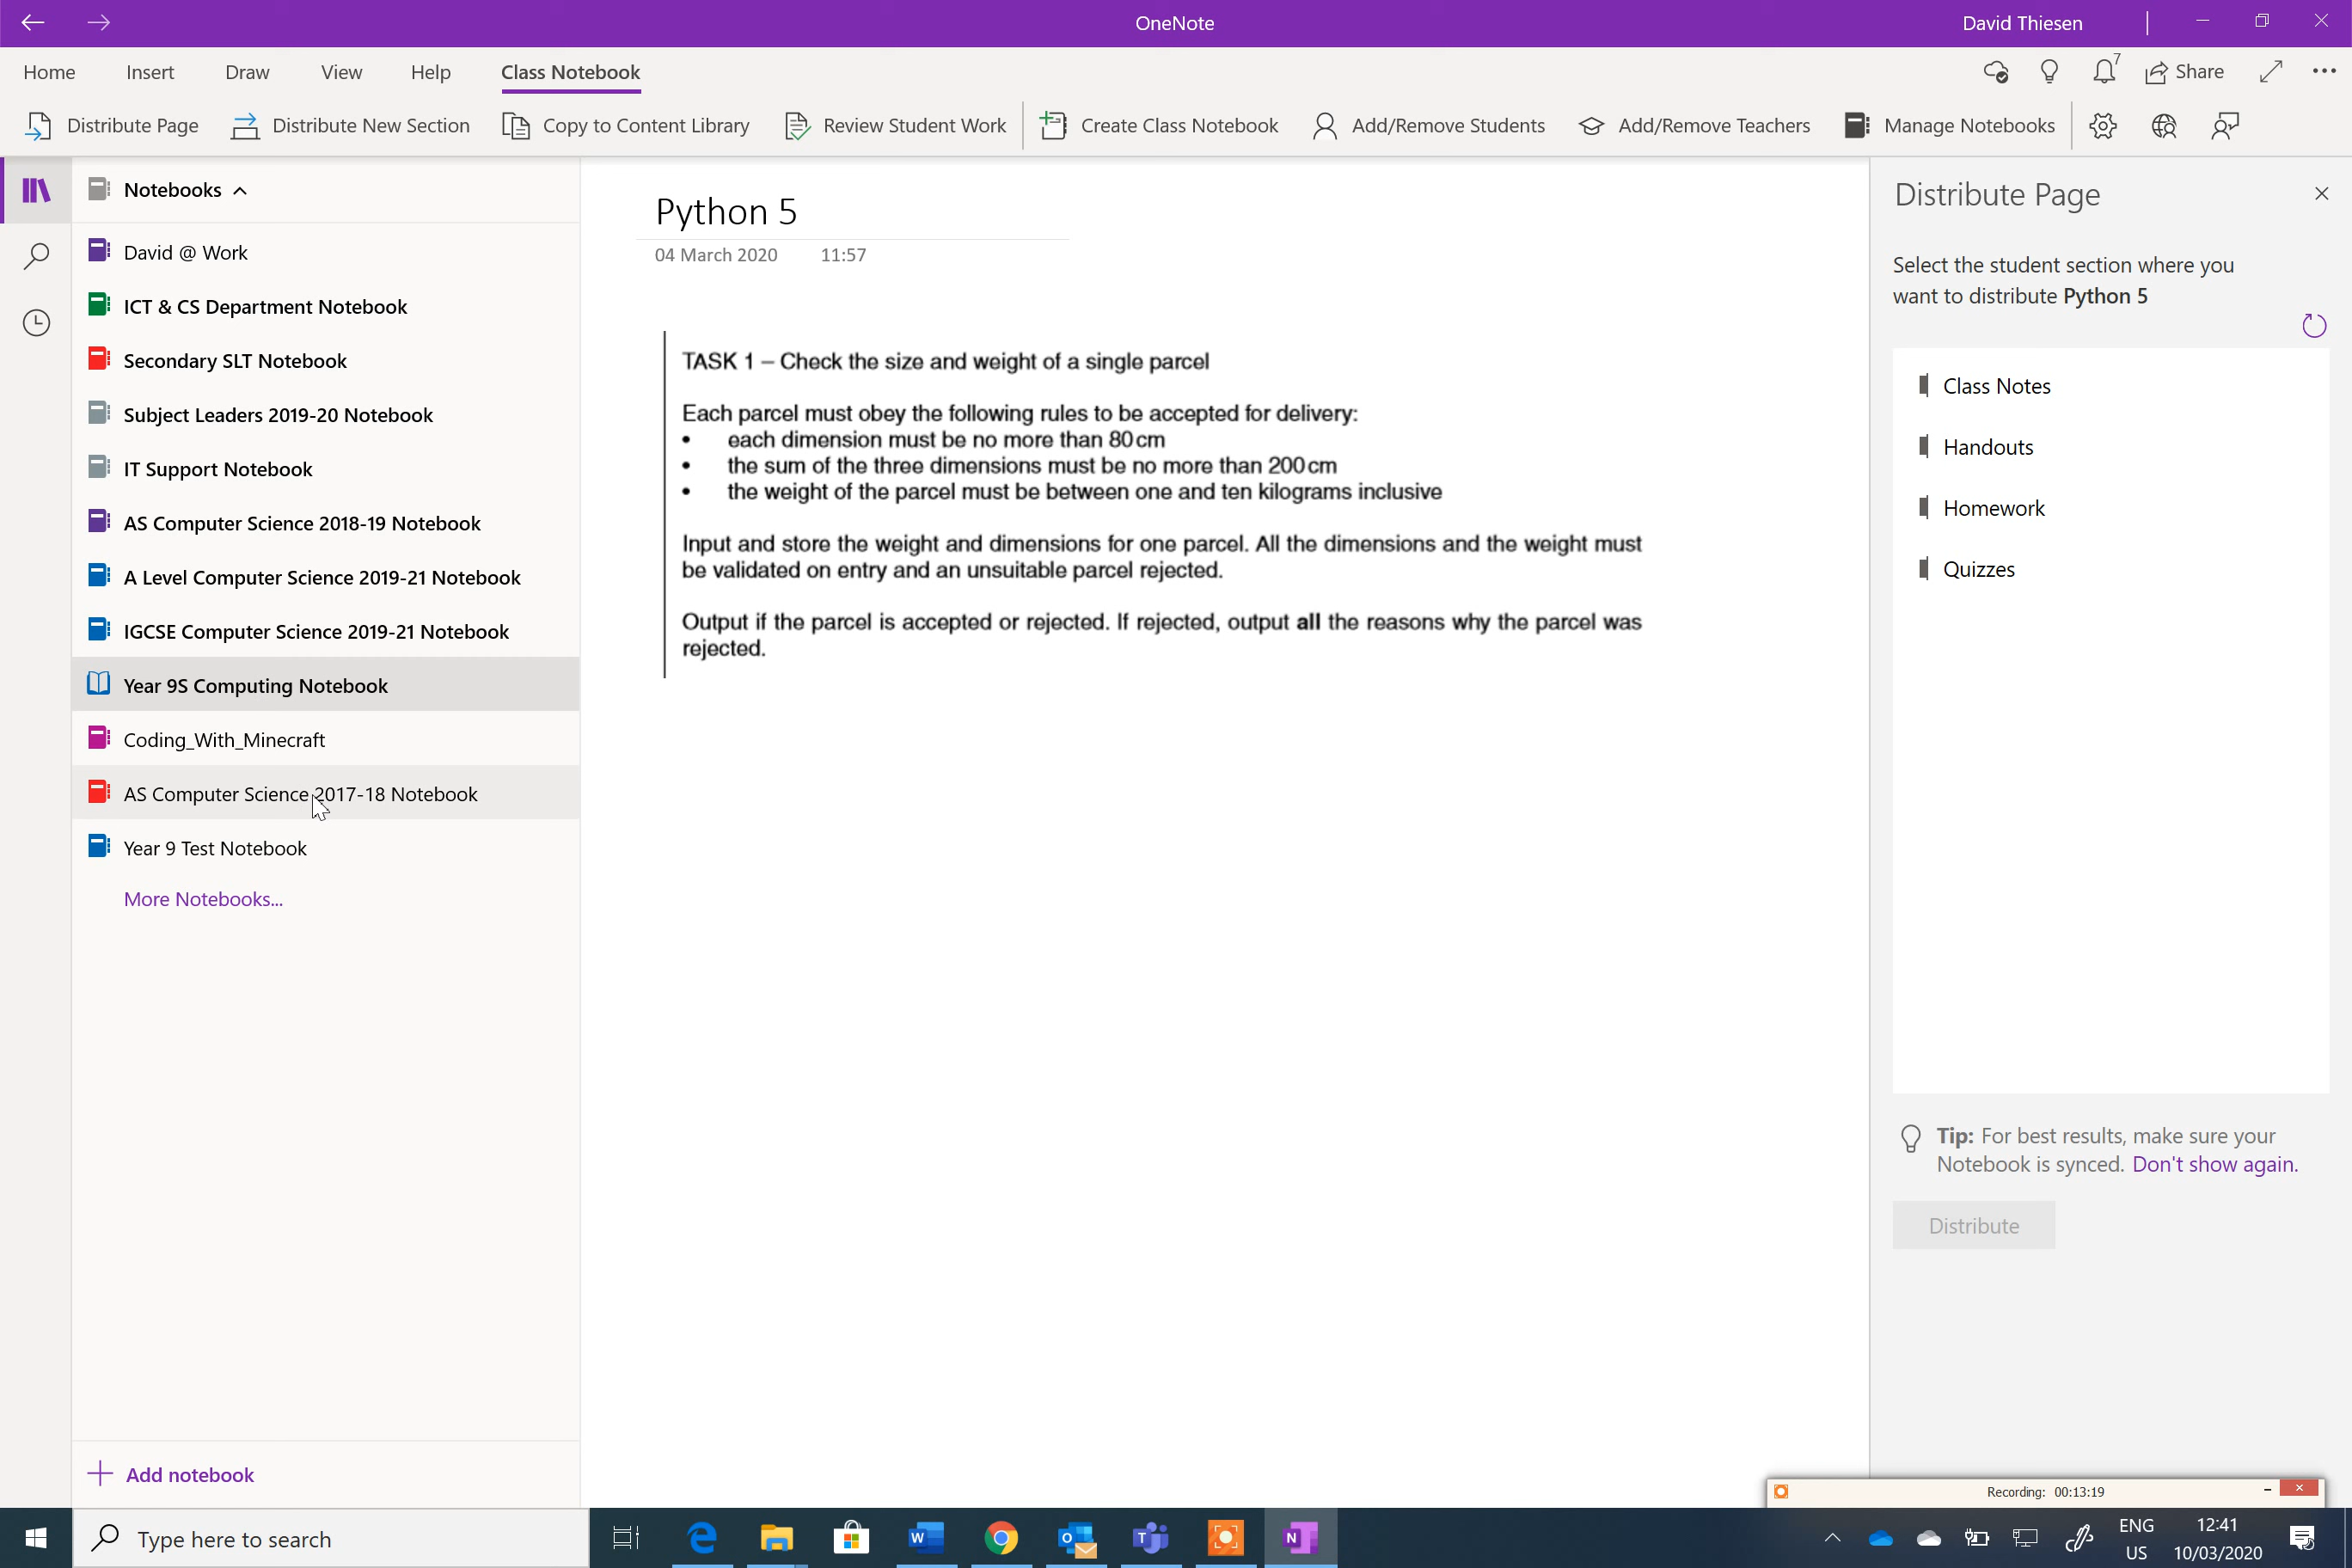 OneNote
David Thiesen
Home Insert Draw View Help Class Notebook
7
Share
Distribute Page Distribute New Section Copy to Content Library Review Student Work Create Class Notebook Add/Remove Students Add/Remove Teachers Manage Notebooks
Notebooks
David @ Work
ICT & CS Department Notebook
Secondary SLT Notebook
Subject Leaders 2019-20 Notebook
IT Support Notebook
AS Computer Science 2018-19 Notebook
A Level Computer Science 2019-21 Notebook
IGCSE Computer Science 2019-21 Notebook
Year 9S Computing Notebook
Coding_With_Minecraft
AS Computer Science 2017-18 Notebook
Year 9 Test Notebook
More Notebooks...
Add notebook
Python 5
04 March 2020 11:57
TASK 1 – Check the size and weight of a single parcel
Each parcel must obey the following rules to be accepted for delivery:
• each dimension must be no more than 80 cm
• the sum of the three dimensions must be no more than 200 cm
• the weight of the parcel must be between one and ten kilograms inclusive
Input and store the weight and dimensions for one parcel. All the dimensions and the weight must
be validated on entry and an unsuitable parcel rejected.
Output if the parcel is accepted or rejected. If rejected, output all the reasons why the parcel was
rejected.
Distribute Page
Select the student section where you
want to distribute Python 5
Class Notes
Handouts
Homework
Quizzes
Tip: For best results, make sure your
Notebook is synced. Don't show again.
Distribute
Recording: 00:13:19
Type here to search
ENG
US
12:41
10/03/2020